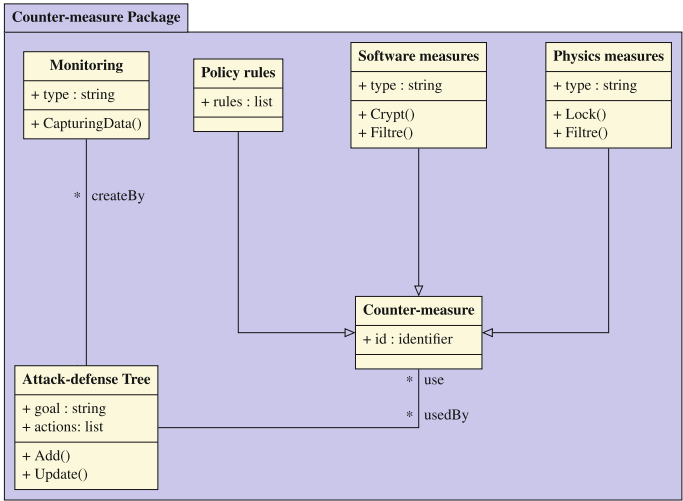 Counter-measure Package
Monitoring
+ type : string
+ CapturingData()
Policy rules
+ rules : list
Software measures
+ type : string
+ Crypt()
+ Filtre()
Physics measures
+ type : string
+ Lock()
+ Filtre()
* createBy
Counter-measure
+ id : identifier
* use
* usedBy
Attack-defense Tree
+ goal : string
+ actions: list
+ Add()
+ Update()